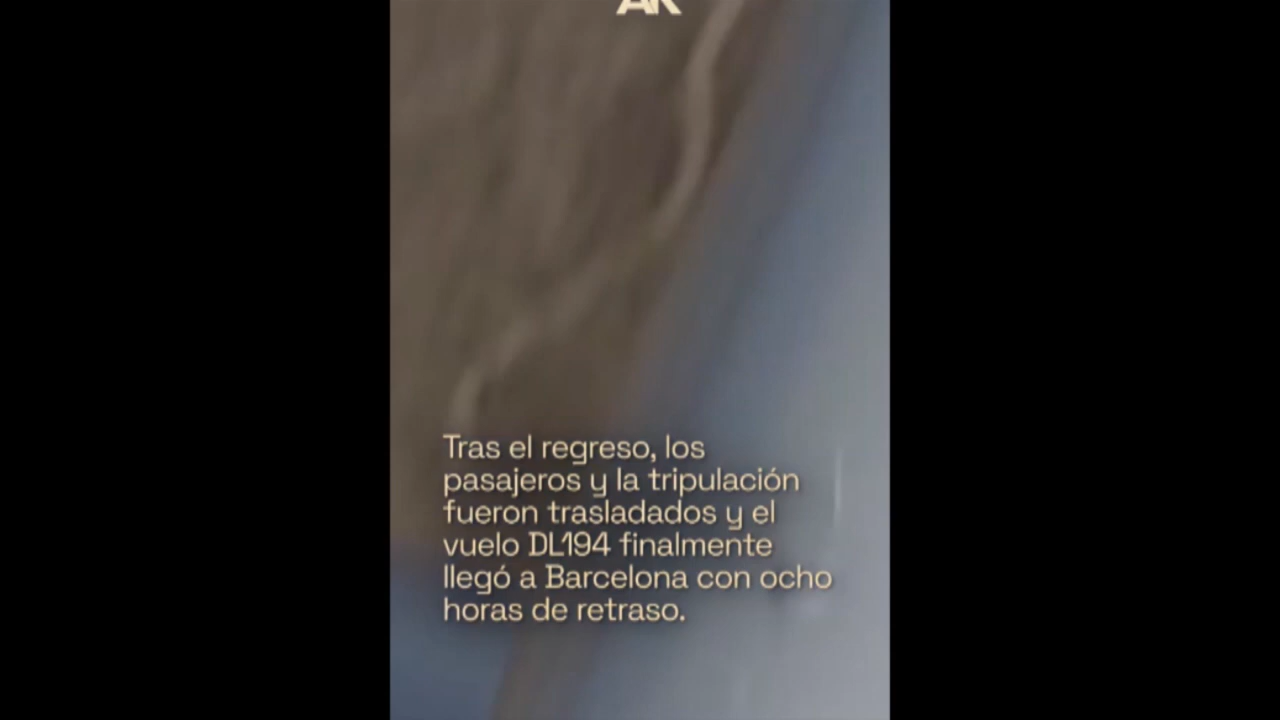 AK
Tras el regreso, los
pasajeros y la tripulación
fueron trasladados y el
vuelo DL194 finalmente
llegó a Barcelona con ocho
horas de retraso.